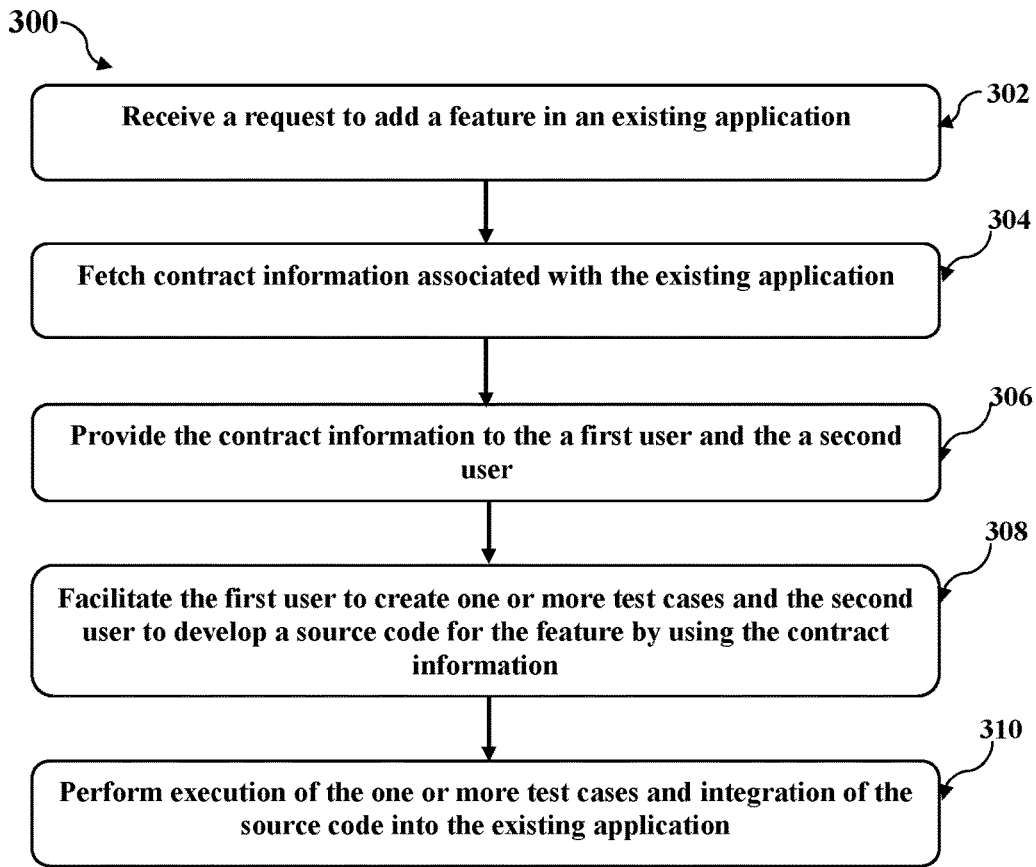 300
302
Receive a request to add a feature in an existing application
304
Fetch contract information associated with the existing application
306
Provide the contract information to the a first user and the a second
user
308
Facilitate the first user to create one or more test cases and the second
user to develop a source code for the feature by using the contract
information
310
Perform execution of the one or more test cases and integration of the
source code into the existing application